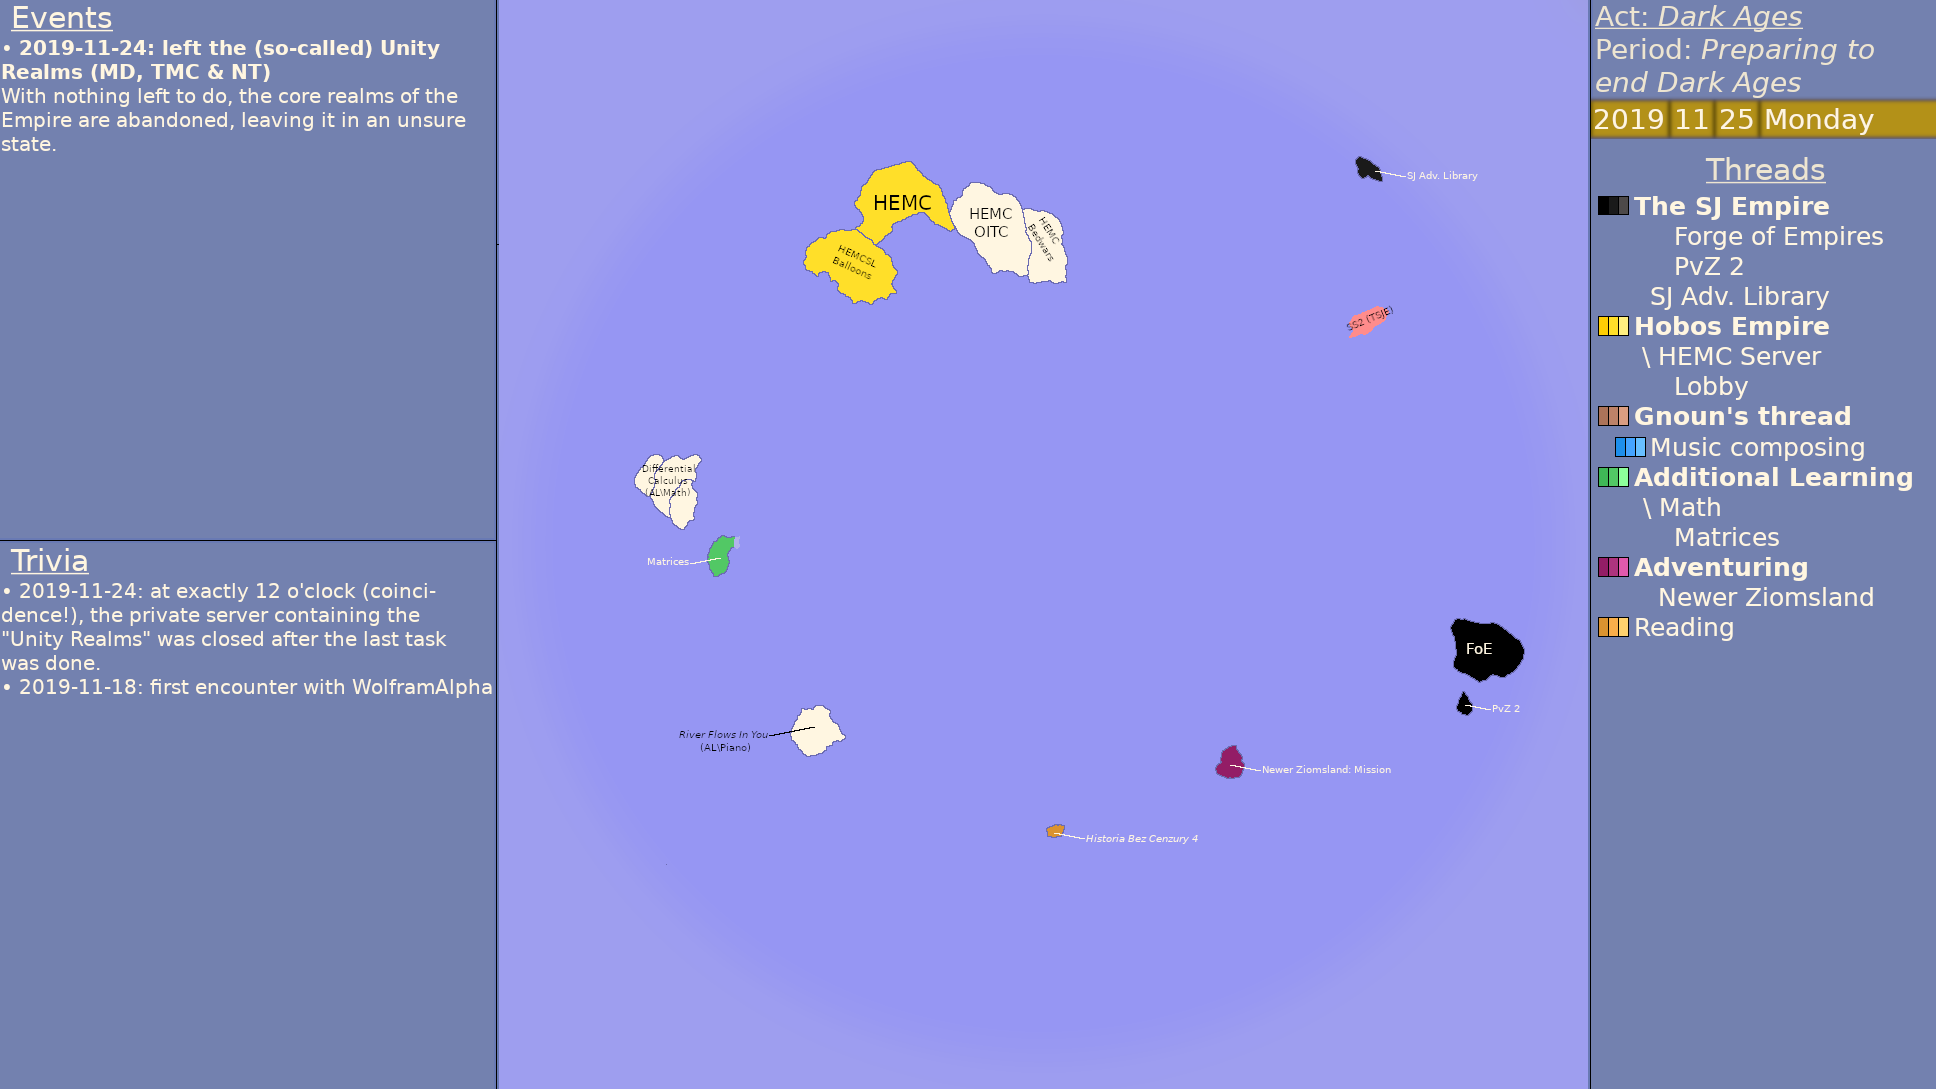 Events
• 2019-11-24: left the (so-called) Unity
Realms (MD, TMC & NT)
With nothing left to do, the core realms of the
Empire are abandoned, leaving it in an unsure
state.
Trivia
• 2019-11-24: at exactly 12 o'clock (coinci-
dence!), the private server containing the
"Unity Realms" was closed after the last task
was done.
• 2019-11-18: first encounter with WolframAlpha
HEMC
HEMC
OITC
HEMC
Bedwars
HEMCSL
Balloons
SJ Adv. Library
SS2 (TSJE)
Differential
Calculus
(AL\Math)
Matrices
FoE
PvZ 2
River Flows In You
(AL\Piano)
Newer Ziomsland: Mission
Historia Bez Cenzury 4
Act: Dark Ages
Period: Preparing to
end Dark Ages
2019 11 25 Monday
Threads
The SJ Empire
Forge of Empires
PvZ 2
SJ Adv. Library
Hobos Empire
\ HEMC Server
Lobby
Gnoun's thread
Music composing
Additional Learning
\ Math
Matrices
Adventuring
Newer Ziomsland
Reading